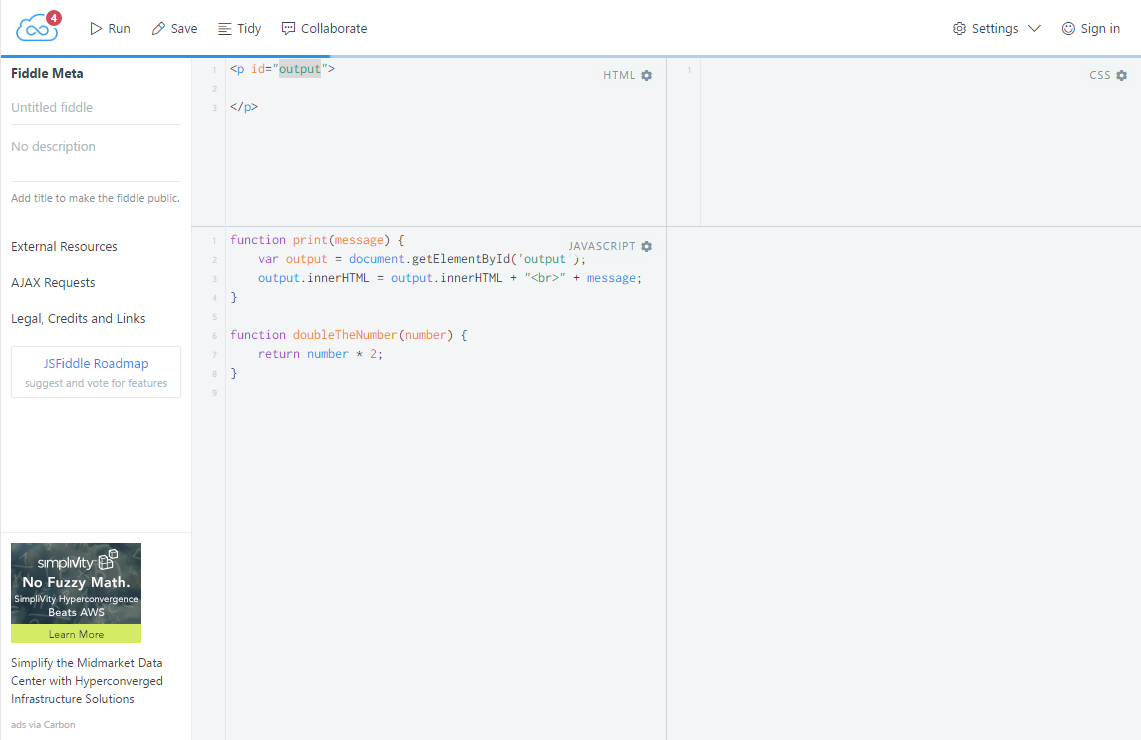 4
Run
Save
Tidy
Collaborate
Settings
Sign in
Fiddle Meta
Untitled fiddle
No description
Add title to make the fiddle public.
External Resources
AJAX Requests
Legal, Credits and Links
JSFiddle Roadmap
suggest and vote for features
simplivity
No Fuzzy Math.
SimpliVity Hyperconvergence
Beats AWS
Learn More
Simplify the Midmarket Data
Center with Hyperconverged
Infrastructure Solutions
ads via Carbon
HTML
1 <p id="output">
2
3 </p>
CSS
1
JAVASCRIPT
1 function print(message) {
2     var output = document.getElementById('output');
3     output.innerHTML = output.innerHTML + "<br>" + message;
4 }
5
6 function doubleTheNumber(number) {
7     return number * 2;
8 }
9